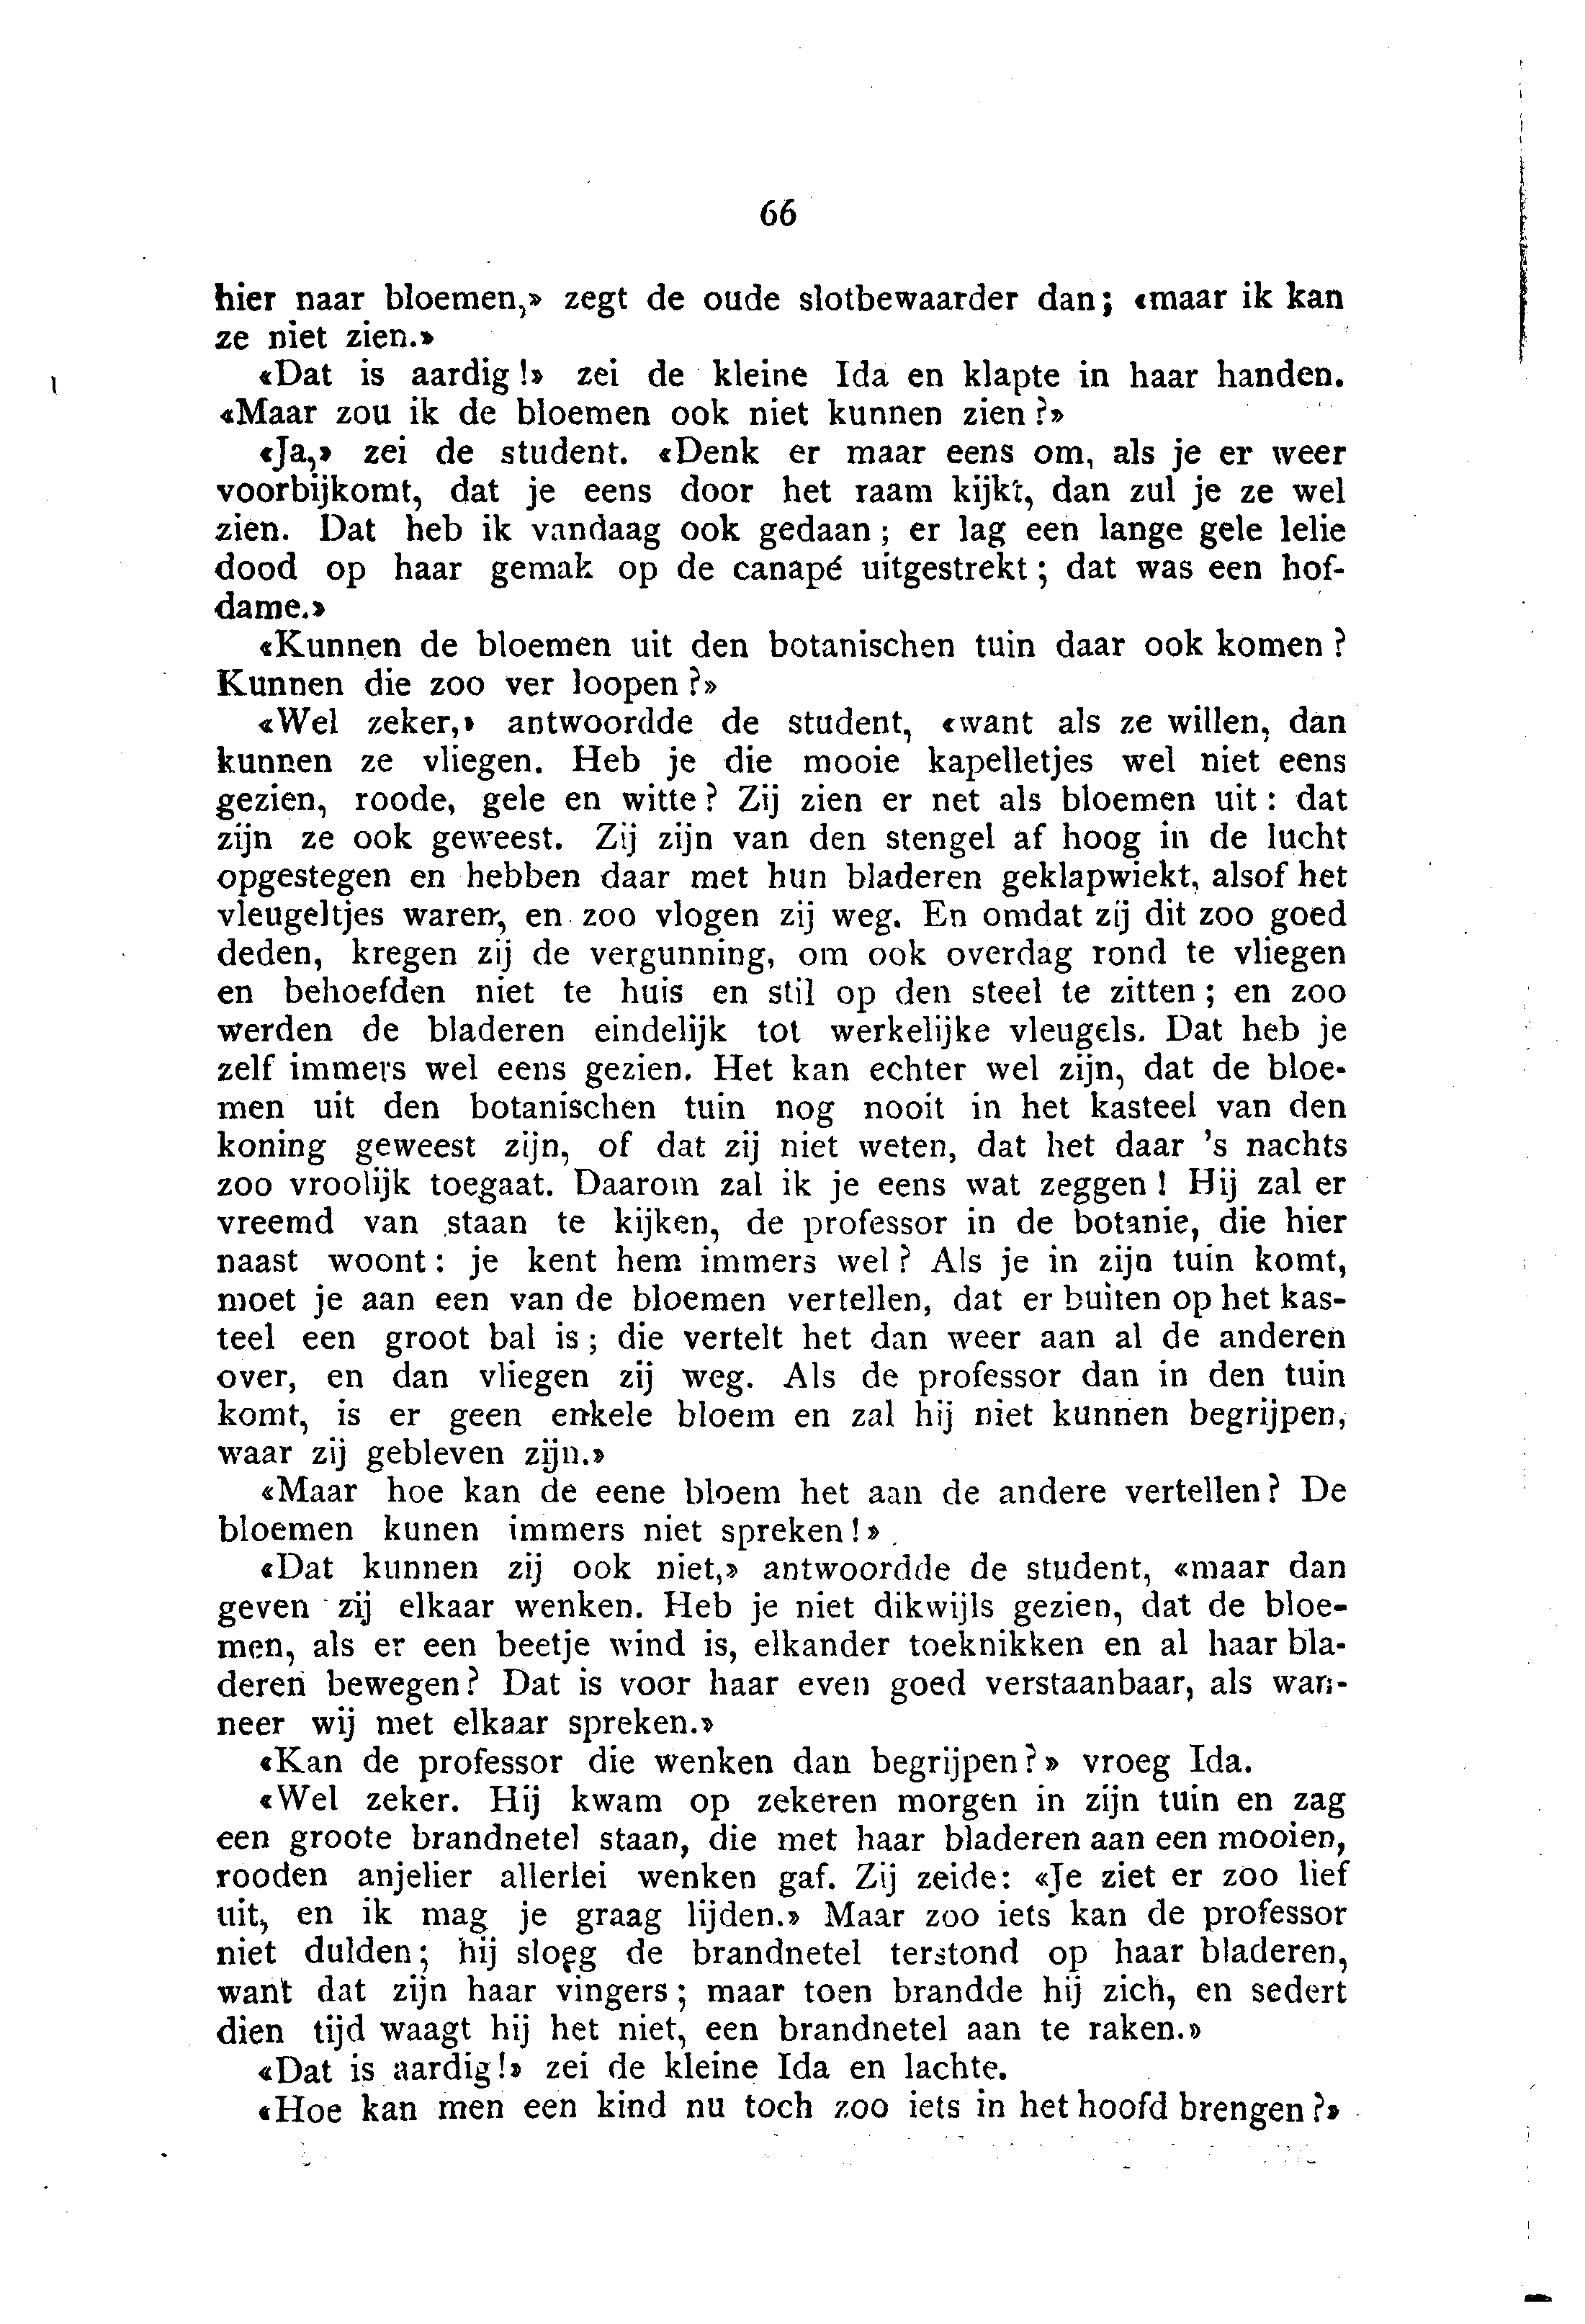 66
hier naar bloemen,» zegt de oude slotbewaarder dan; «maar ik kan
ze niet zien.»
«Dat is aardig!» zei de kleine Ida en klapte in haar handen.
«Maar zou ik de bloemen ook niet kunnen zien?»
«Ja,» zei de student. «Denk er maar eens om, als je er weer
voorbijkomt, dat je eens door het raam kijkt, dan zul je ze wel
zien. Dat heb ik vandaag ook gedaan; er lag een lange gele lelie
dood op haar gemak op de canapé uitgestrekt; dat was een hof-
dame.»
«Kunnen de bloemen uit den botanischen tuin daar ook komen?
Kunnen die zoo ver loopen?»
«Wel zeker,» antwoordde de student, «want als ze willen, dan
kunnen ze vliegen. Heb je die mooie kapelletjes wel niet eens
gezien, roode, gele en witte? Zij zien er net als bloemen uit: dat
zijn ze ook geweest. Zij zijn van den stengel af hoog in de lucht
opgestegen en hebben daar met hun bladeren geklapwiekt, alsof het
vleugeltjes waren, en zoo vlogen zij weg. En omdat zij dit zoo goed
deden, kregen zij de vergunning, om ook overdag rond te vliegen
en behoefden niet te huis en stil op den steel te zitten; en zoo
werden de bladeren eindelijk tot werkelijke vleugels. Dat heb je
zelf immers wel eens gezien. Het kan echter wel zijn, dat de bloe-
men uit den botanischen tuin nog nooit in het kasteel van den
koning geweest zijn, of dat zij niet weten, dat het daar 's nachts
zoo vroolijk toegaat. Daarom zal ik je eens wat zeggen! Hij zal er
vreemd van staan te kijken, de professor in de botanie, die hier
naast woont: je kent hem immers wel? Als je in zijn tuin komt,
moet je aan een van de bloemen vertellen, dat er buiten op het kas-
teel een groot bal is; die vertelt het dan weer aan al de anderen
over, en dan vliegen zij weg. Als de professor dan in den tuin
komt, is er geen enkele bloem en zal hij niet kunnen begrijpen,
waar zij gebleven zijn.»
«Maar hoe kan de eene bloem het aan de andere vertellen? De
bloemen kunen immers niet spreken!»
«Dat kunnen zij ook niet,» antwoordde de student, «maar dan
geven zij elkaar wenken. Heb je niet dikwijls gezien, dat de bloe-
men, als er een beetje wind is, elkander toeknikken en al haar bla-
deren bewegen? Dat is voor haar even goed verstaanbaar, als wan-
neer wij met elkaar spreken.»
«Kan de professor die wenken dan begrijpen?» vroeg Ida.
«Wel zeker. Hij kwam op zekeren morgen in zijn tuin en zag
een groote brandnetel staan, die met haar bladeren aan een mooien,
rooden anjelier allerlei wenken gaf. Zij zeide: «Je ziet er zoo lief
uit, en ik mag je graag lijden.» Maar zoo iets kan de professor
niet dulden; hij sloeg de brandnetel terstond op haar bladeren,
want dat zijn haar vingers; maar toen brandde hij zich, en sedert
dien tijd waagt hij het niet, een brandnetel aan te raken.»
«Dat is aardig!» zei de kleine Ida en lachte.
«Hoe kan men een kind nu toch zoo iets in het hoofd brengen?»